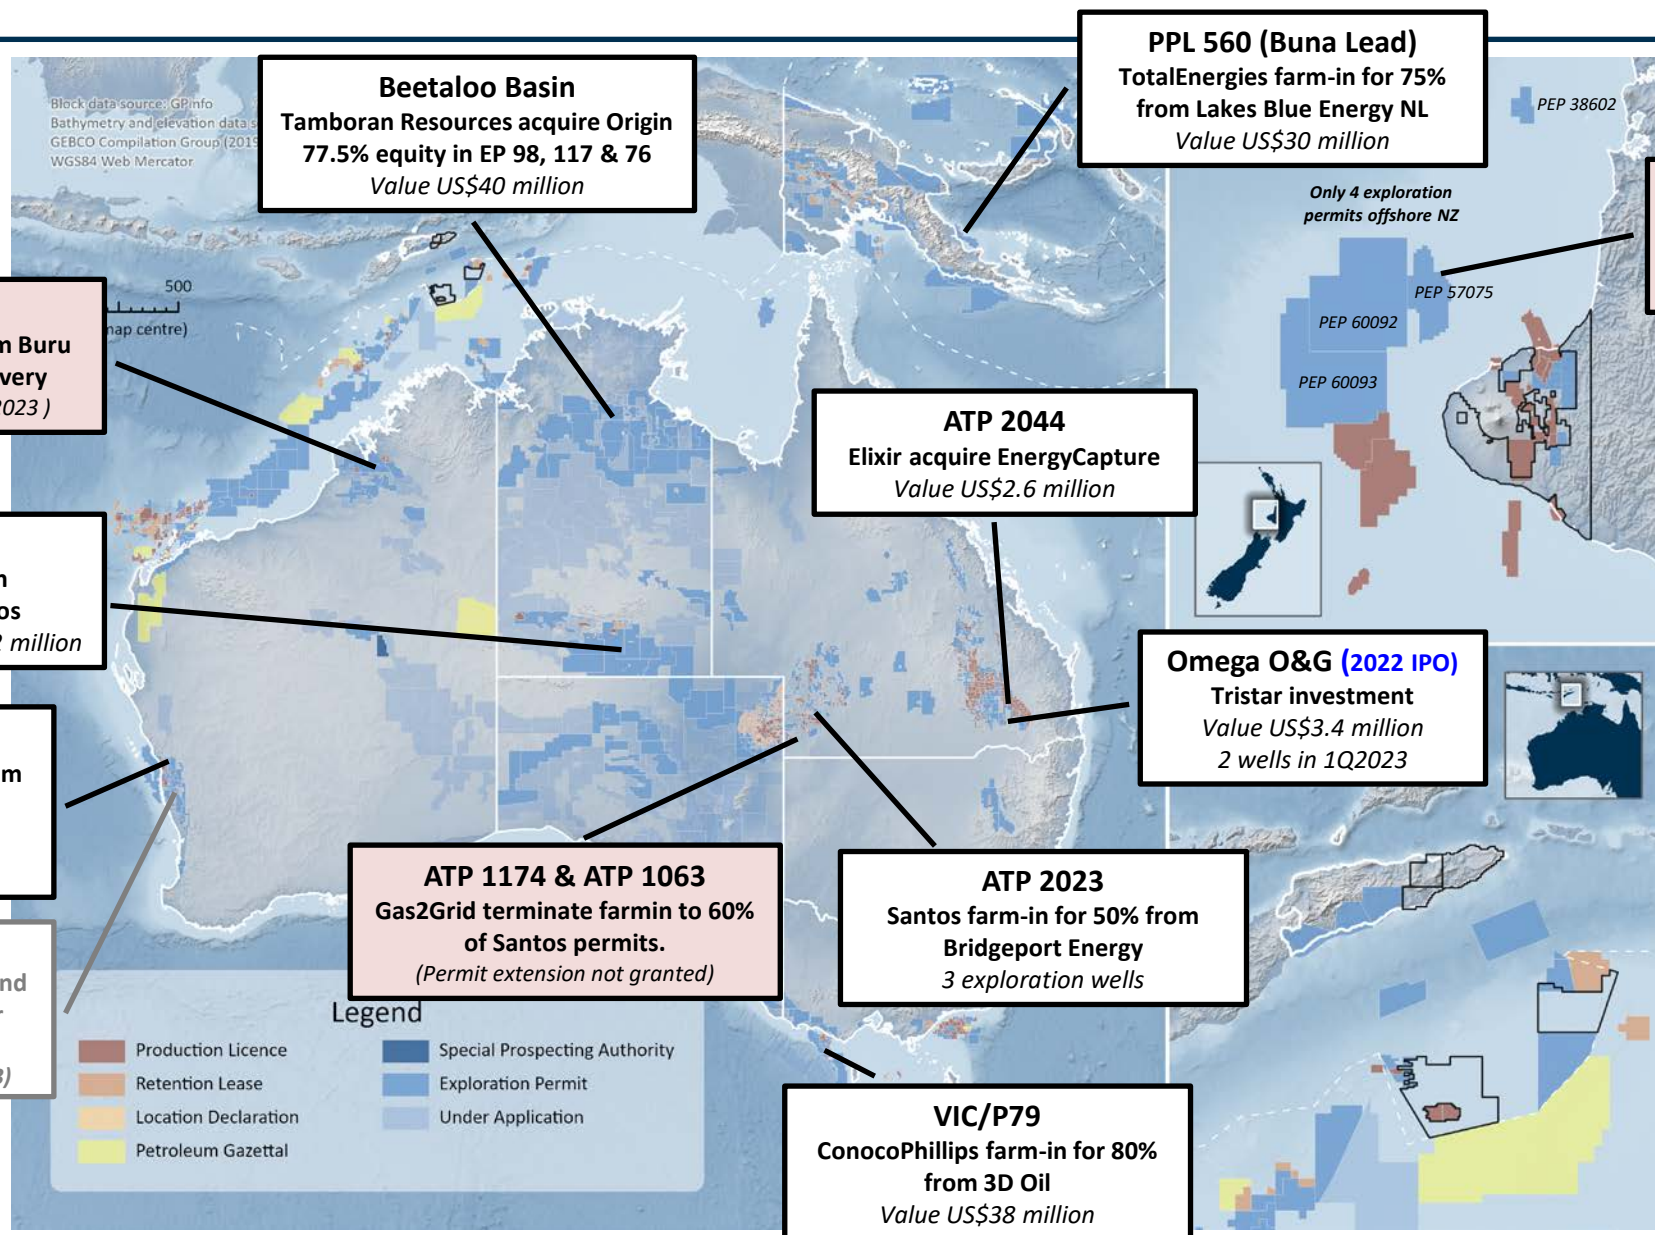 Block data source: GPinfo
Bathymetry and elevation data s
GEBCO Compilation Group (2019
WGS84 Web Mercator
Beetaloo Basin
Tamboran Resources acquire Origin
77.5% equity in EP 98, 117 & 76
Value US$40 million
PPL 560 (Buna Lead)
TotalEnergies farm-in for 75%
from Lakes Blue Energy NL
Value US$30 million
PEP 38602
Only 4 exploration
permits offshore NZ
PEP 57075
PEP 60092
PEP 60093
500
map centre)
m Buru
very
2023 )
ATP 2044
Elixir acquire EnergyCapture
Value US$2.6 million
n
os
2 million
Omega O&G (2022 IPO)
Tristar investment
Value US$3.4 million
2 wells in 1Q2023
m
ATP 1174 & ATP 1063
Gas2Grid terminate farmin to 60%
of Santos permits.
(Permit extension not granted)
ATP 2023
Santos farm-in for 50% from
Bridgeport Energy
3 exploration wells
nd
r
3)
Legend
Production Licence
Retention Lease
Location Declaration
Petroleum Gazettal
Special Prospecting Authority
Exploration Permit
Under Application
VIC/P79
ConocoPhillips farm-in for 80%
from 3D Oil
Value US$38 million